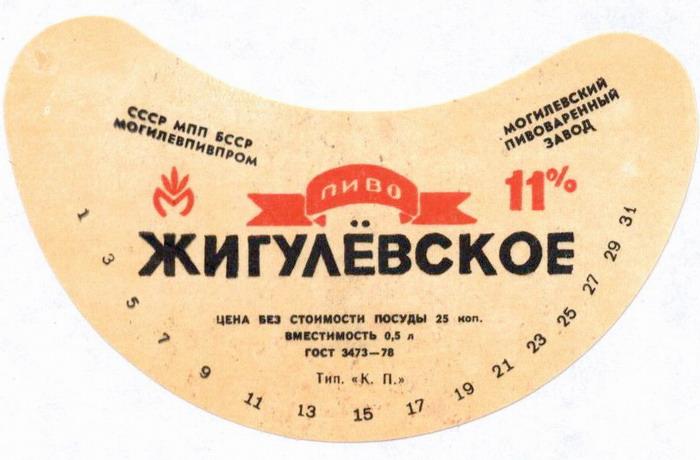 СССР МПП БССР
МОГИЛЕВПИВПРОМ
МОГИЛЕВСКИЙ
ПИВОВАРЕННЫЙ
ЗАВОД
ПИВО
11%
ЖИГУЛЁВСКОЕ
ЦЕНА БЕЗ СТОИМОСТИ ПОСУДЫ 25 коп.
ВМЕСТИМОСТЬ 0,5 л
ГОСТ 3473—78
Тип. «К. П.»
1 3 5 7 9 11 13 15 17 19 21 23 25 27 29 31